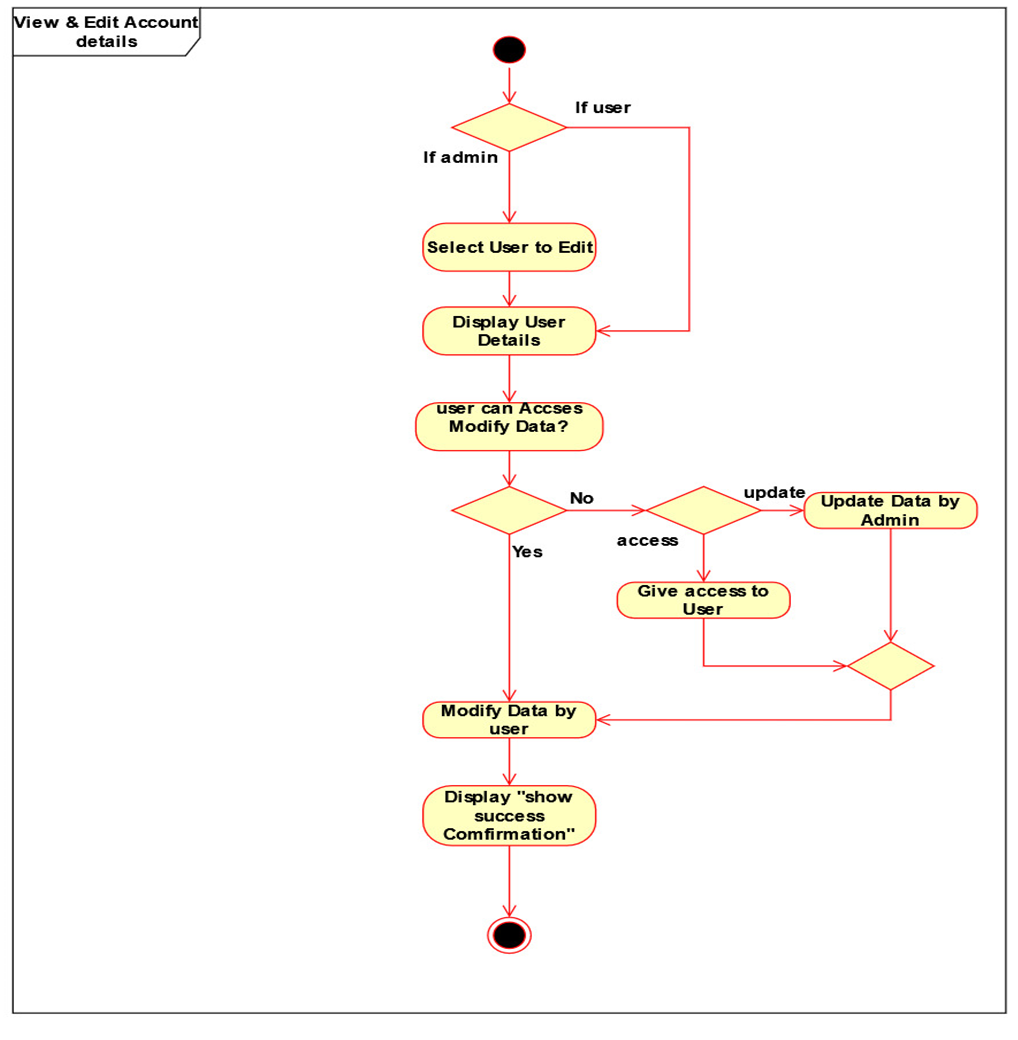 View & Edit Account
details
If user
If admin
Select User to Edit
Display User
Details
user can Accses
Modify Data?
No
update
Update Data by
Admin
access
Yes
Give access to
User
Modify Data by
user
Display "show
success
Comfirmation"